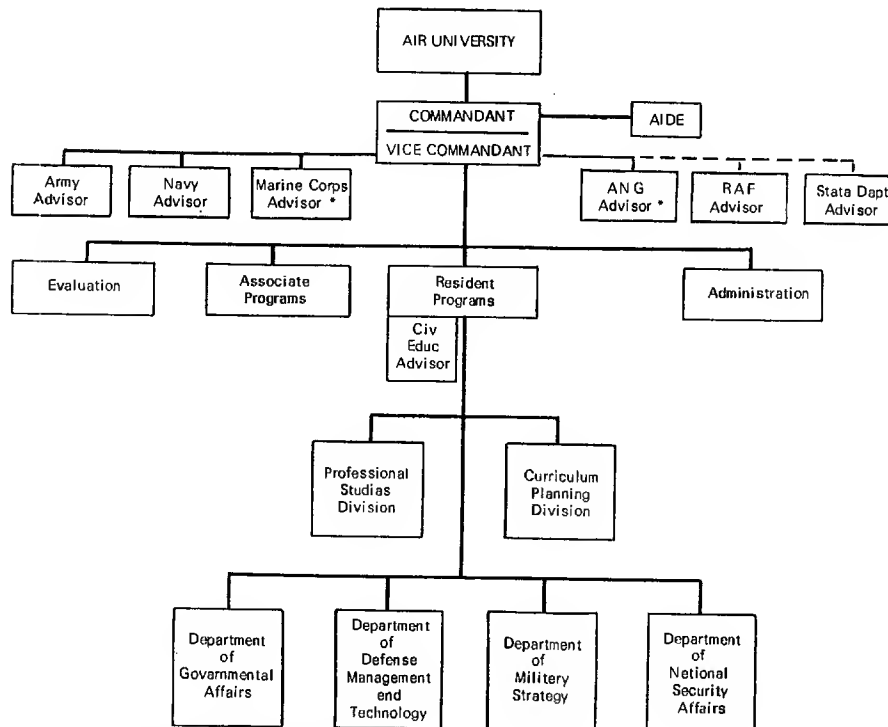 AIR UNIVERSITY
COMMANDANT
VICE COMMANDANT
AIDE
Army
Advisor
Navy
Advisor
Marine Corps
Advisor *
ANG
Advisor *
RAF
Advisor
Stata Dapt
Advisor
Evaluation
Associate
Programs
Resident
Programs
Administration
Civ
Educ
Advisor
Professional
Studias
Division
Curriculum
Planning
Division
Department
of
Governmental
Affairs
Department
of
Defense
Management
end
Technology
Department
of
Militery
Strategy
Department
of
Netional
Security
Affairs